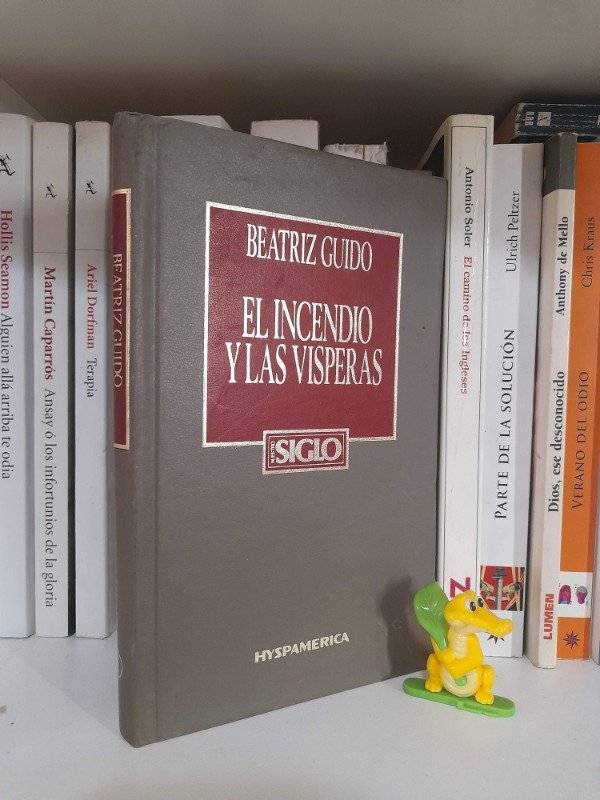 Hollis Seamon Alguien alla arriba te odia
Martín Caparrós Ansay ó los infortunios de la gloria
Ariel Dorfman Terapia
BEATRIZ GUIDO
BEATRIZ GUIDO
EL INCENDIO
Y LAS VISPERAS
NUESTRO SIGLO
HYSPAMERICA
Antonio Soler El camino de los Ingleses
Ulrich Peltzer
PARTE DE LA SOLUCIÓN
Anthony de Mello
Dios, ese desconocido
LUMEN
Chris Kraus
VERANO DEL ODIO